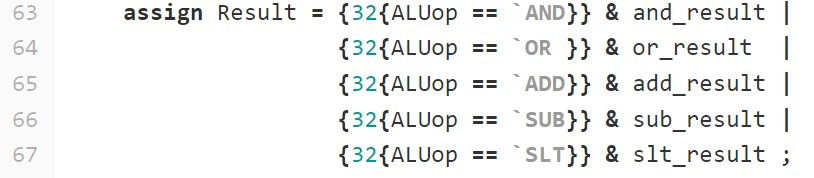 63 assign Result = {32{ALUop == `AND}} & and_result |
64 {32{ALUop == `OR }} & or_result |
65 {32{ALUop == `ADD}} & add_result |
66 {32{ALUop == `SUB}} & sub_result |
67 {32{ALUop == `SLT}} & slt_result ;